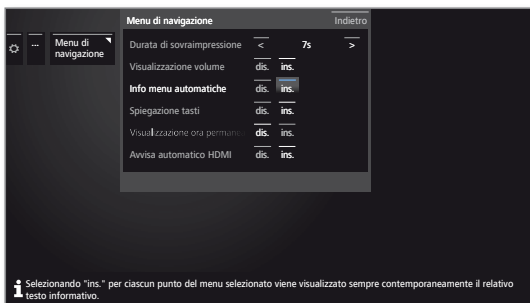 Menu di navigazione Indietro
... Menu di navigazione
Durata di sovraimpressione < 7s >
Visualizzazione volume dis. ins.
Info menu automatiche dis. ins.
Spiegazione tasti dis. ins.
Visualizzazione ora permanen dis. ins.
Avvisa automatico HDMI dis. ins.
Selezionando "ins." per ciascun punto del menu selezionato viene visualizzato sempre contemporaneamente il relativo
testo informativo.